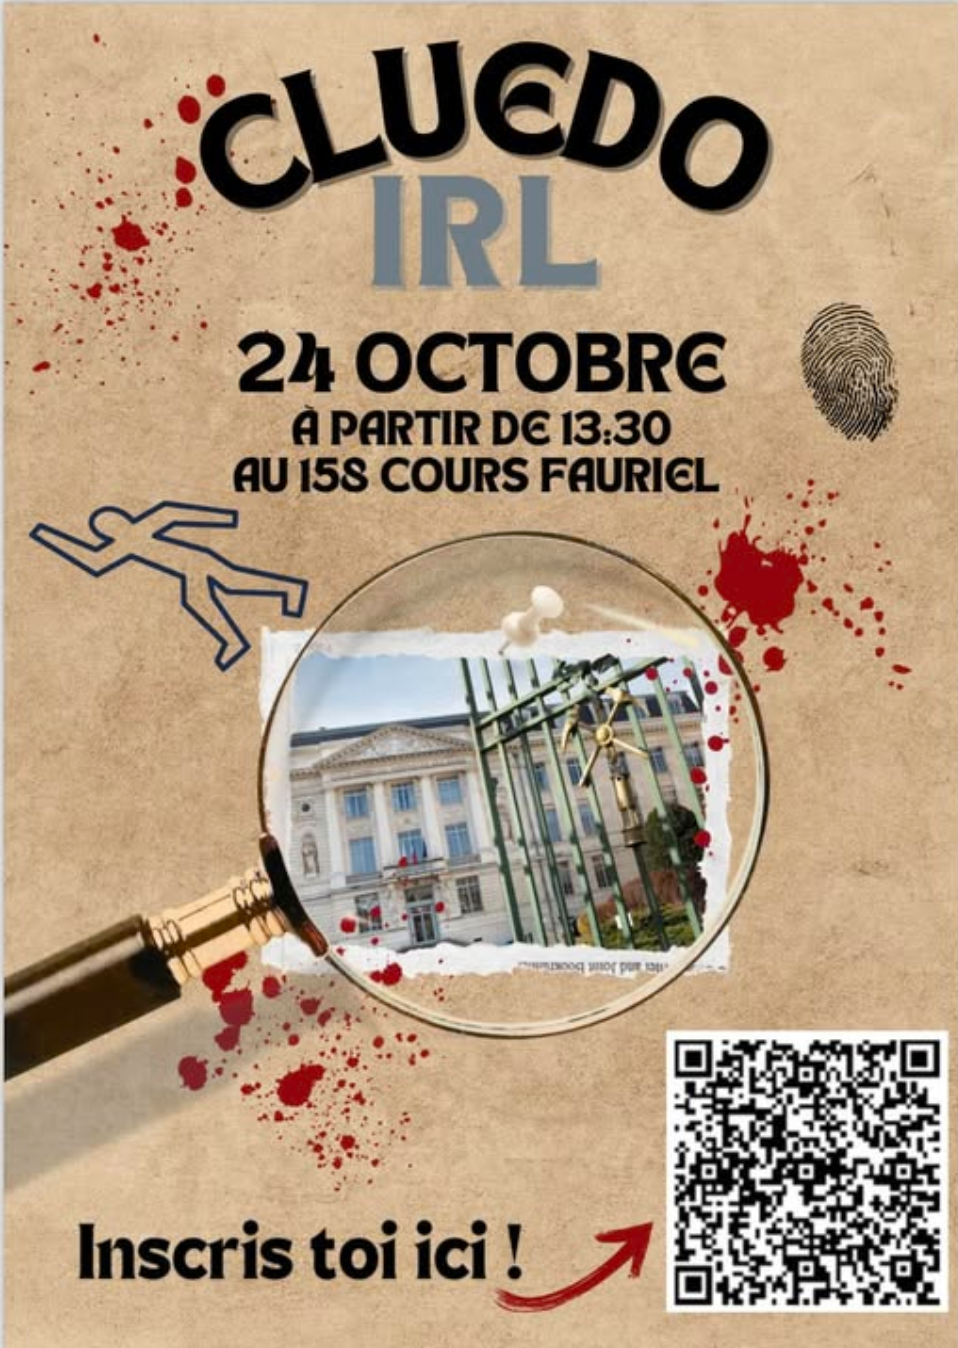 CLUEDO
IRL
24 OCTOBRE
À PARTIR DE 13:30
AU 158 COURS FAURIEL
Inscris toi ici !